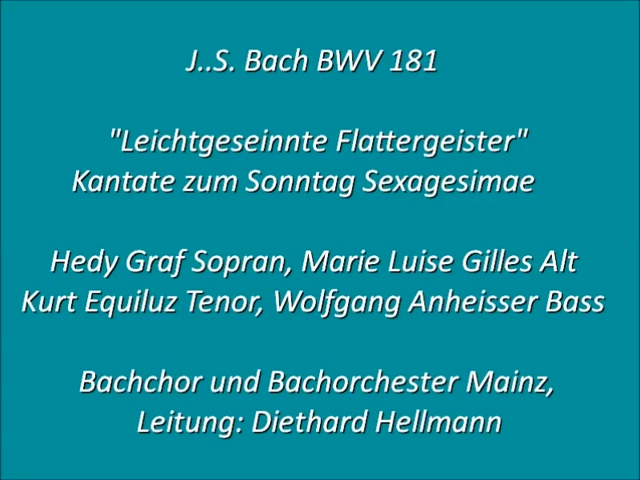 J..S. Bach BWV 181
"Leichtgeseinnte Flattergeister"
Kantate zum Sonntag Sexagesimae
Hedy Graf Sopran, Marie Luise Gilles Alt
Kurt Equiluz Tenor, Wolfgang Anheisser Bass
Bachchor und Bachorchester Mainz,
Leitung: Diethard Hellmann